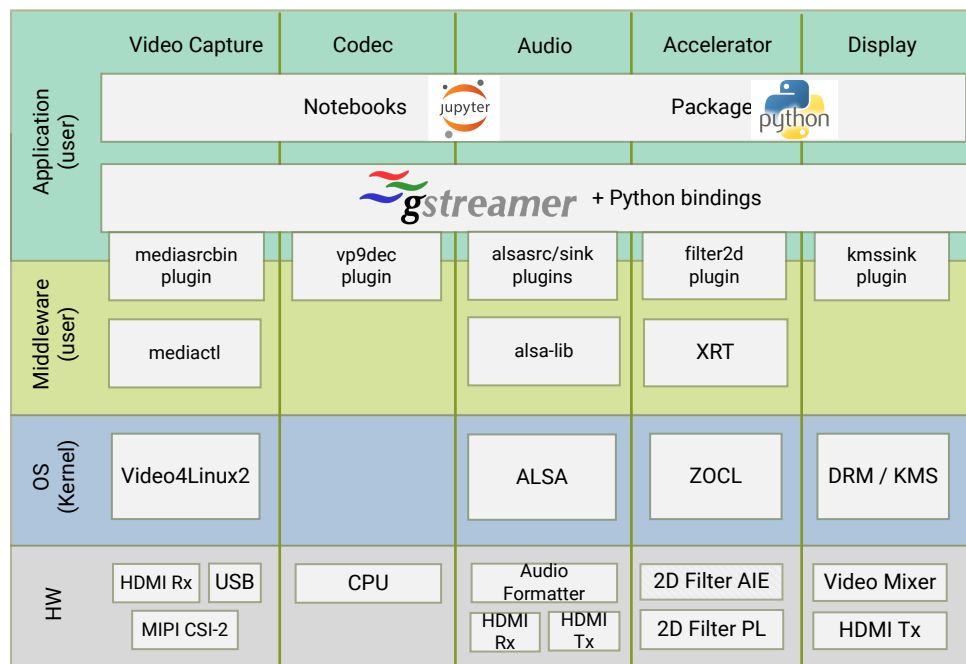 Video Capture
Codec
Audio
Accelerator
Display
Application
(user)
Notebooks
jupyter
Package
python
gstreamer
+ Python bindings
mediasrcbin
plugin
vp9dec
plugin
alsasrc/sink
plugins
filter2d
plugin
kmssink
plugin
Middleware
(user)
mediactl
alsa-lib
XRT
OS
(Kernel)
Video4Linux2
ALSA
ZOCL
DRM / KMS
HW
HDMI Rx
USB
MIPI CSI-2
CPU
Audio
Formatter
HDMI
Rx
HDMI
Tx
2D Filter AIE
2D Filter PL
Video Mixer
HDMI Tx